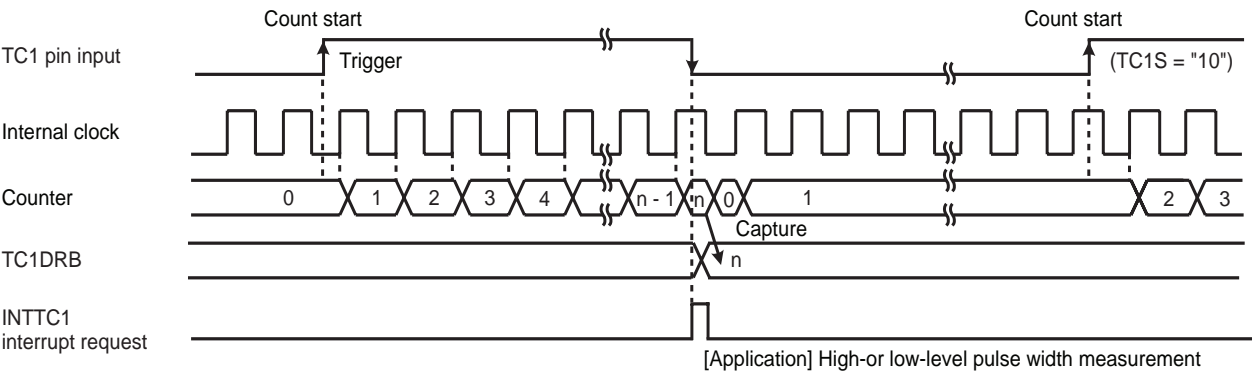 Count start Count start
TC1 pin input
Trigger (TC1S = "10")
Internal clock
Counter 0 1 2 3 4 n - 1 n 0 1 2 3
Capture
TC1DRB n
INTTC1
interrupt request
[Application] High-or low-level pulse width measurement